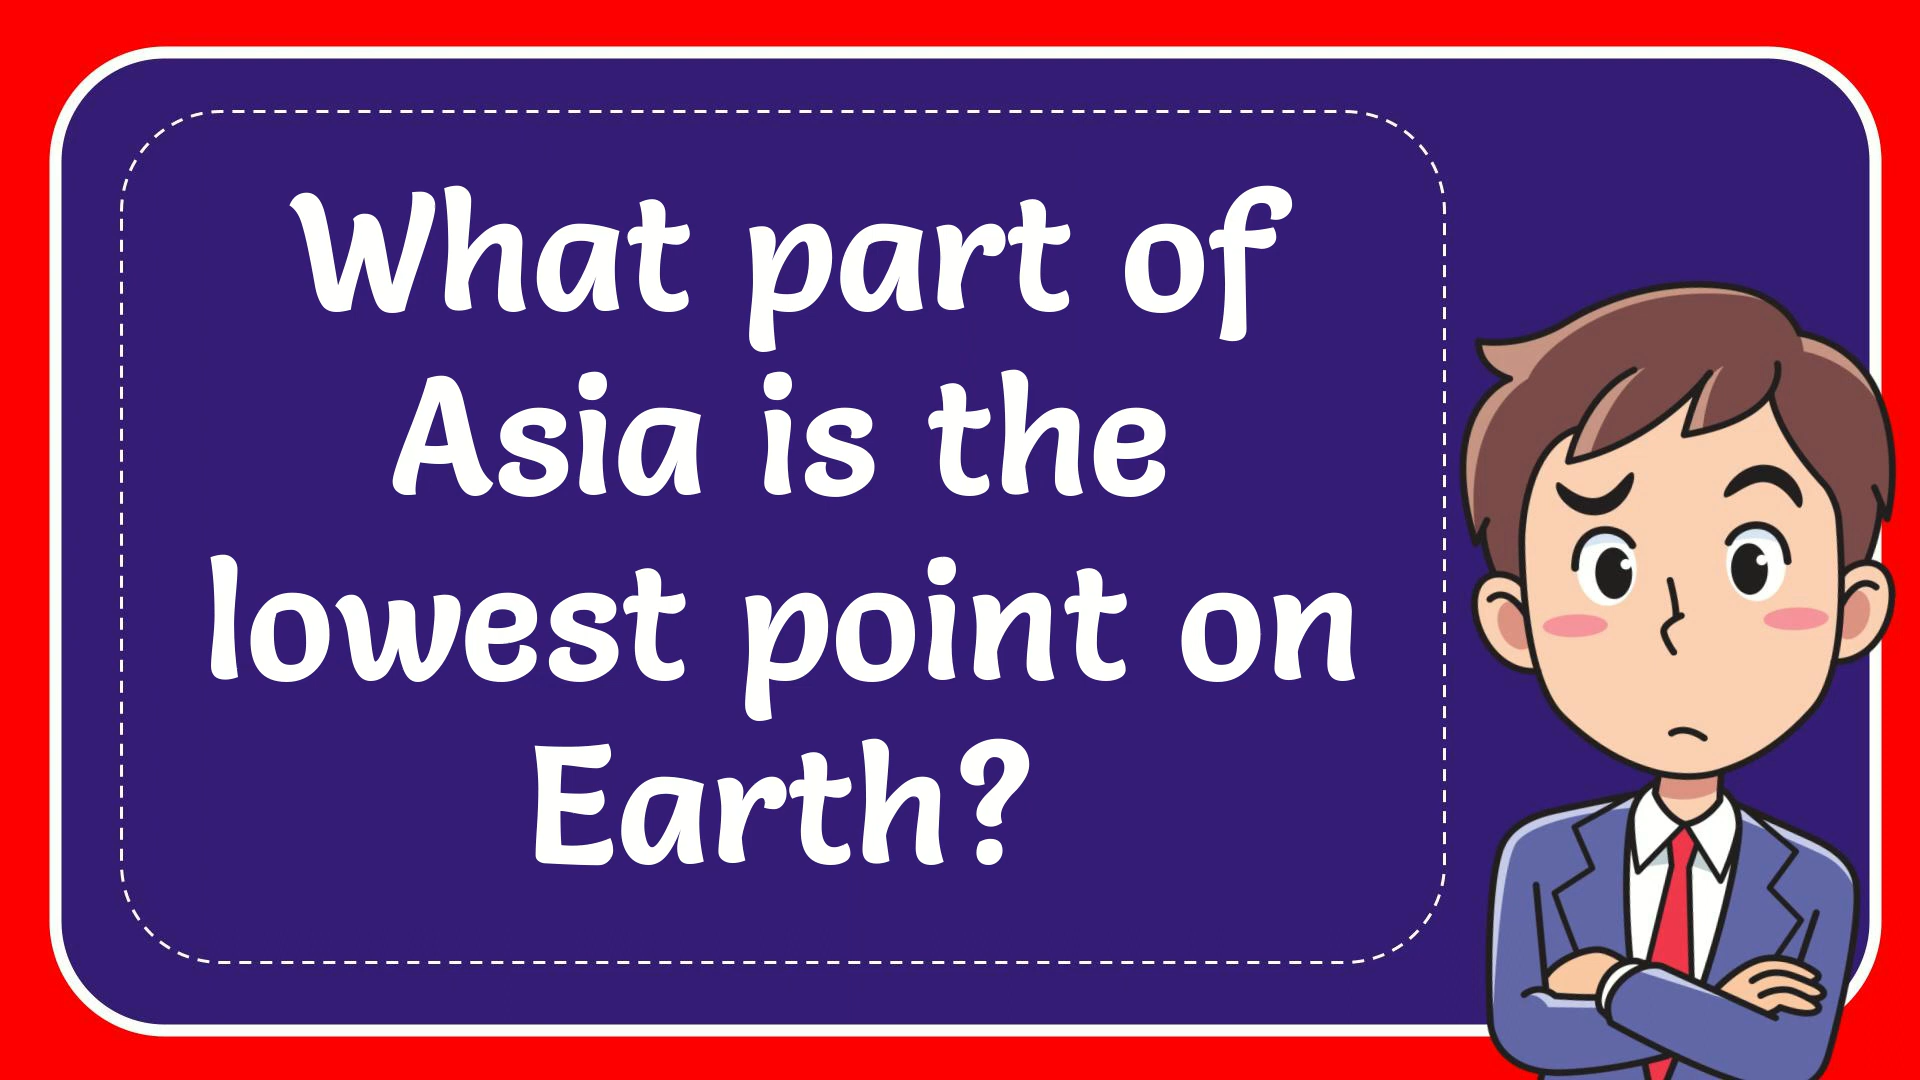 What part of
Asia is the
lowest point on
Earth?